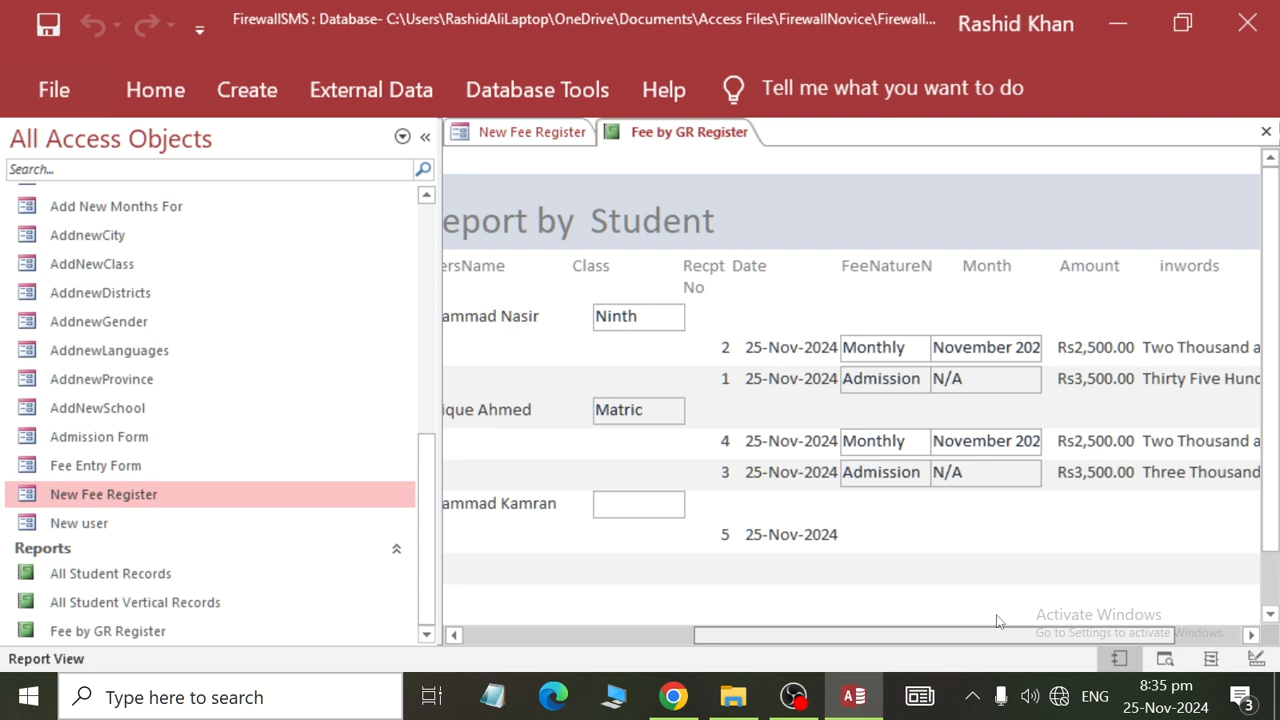 FirewallSMS : Database- C:\Users\RashidAliLaptop\OneDrive\Documents\Access Files\FirewallNovice\Firewall...
Rashid Khan
File Home Create External Data Database Tools Help Tell me what you want to do
All Access Objects
Search...
Add New Months For
AddnewCity
AddNewClass
AddnewDistricts
AddnewGender
AddnewLanguages
AddnewProvince
AddNewSchool
Admission Form
Fee Entry Form
New Fee Register
New user
Reports
All Student Records
All Student Vertical Records
Fee by GR Register
New Fee Register Fee by GR Register
eport by Student
ersName Class Recpt No Date FeeNatureN Month Amount inwords
ammad Nasir Ninth
2 25-Nov-2024 Monthly November 202 Rs2,500.00 Two Thousand a
1 25-Nov-2024 Admission N/A Rs3,500.00 Thirty Five Hund
ique Ahmed Matric
4 25-Nov-2024 Monthly November 202 Rs2,500.00 Two Thousand a
3 25-Nov-2024 Admission N/A Rs3,500.00 Three Thousand
ammad Kamran
5 25-Nov-2024
Activate Windows
Go to Settings to activate Windows.
Report View
Type here to search
ENG
8:35 pm
25-Nov-2024
3